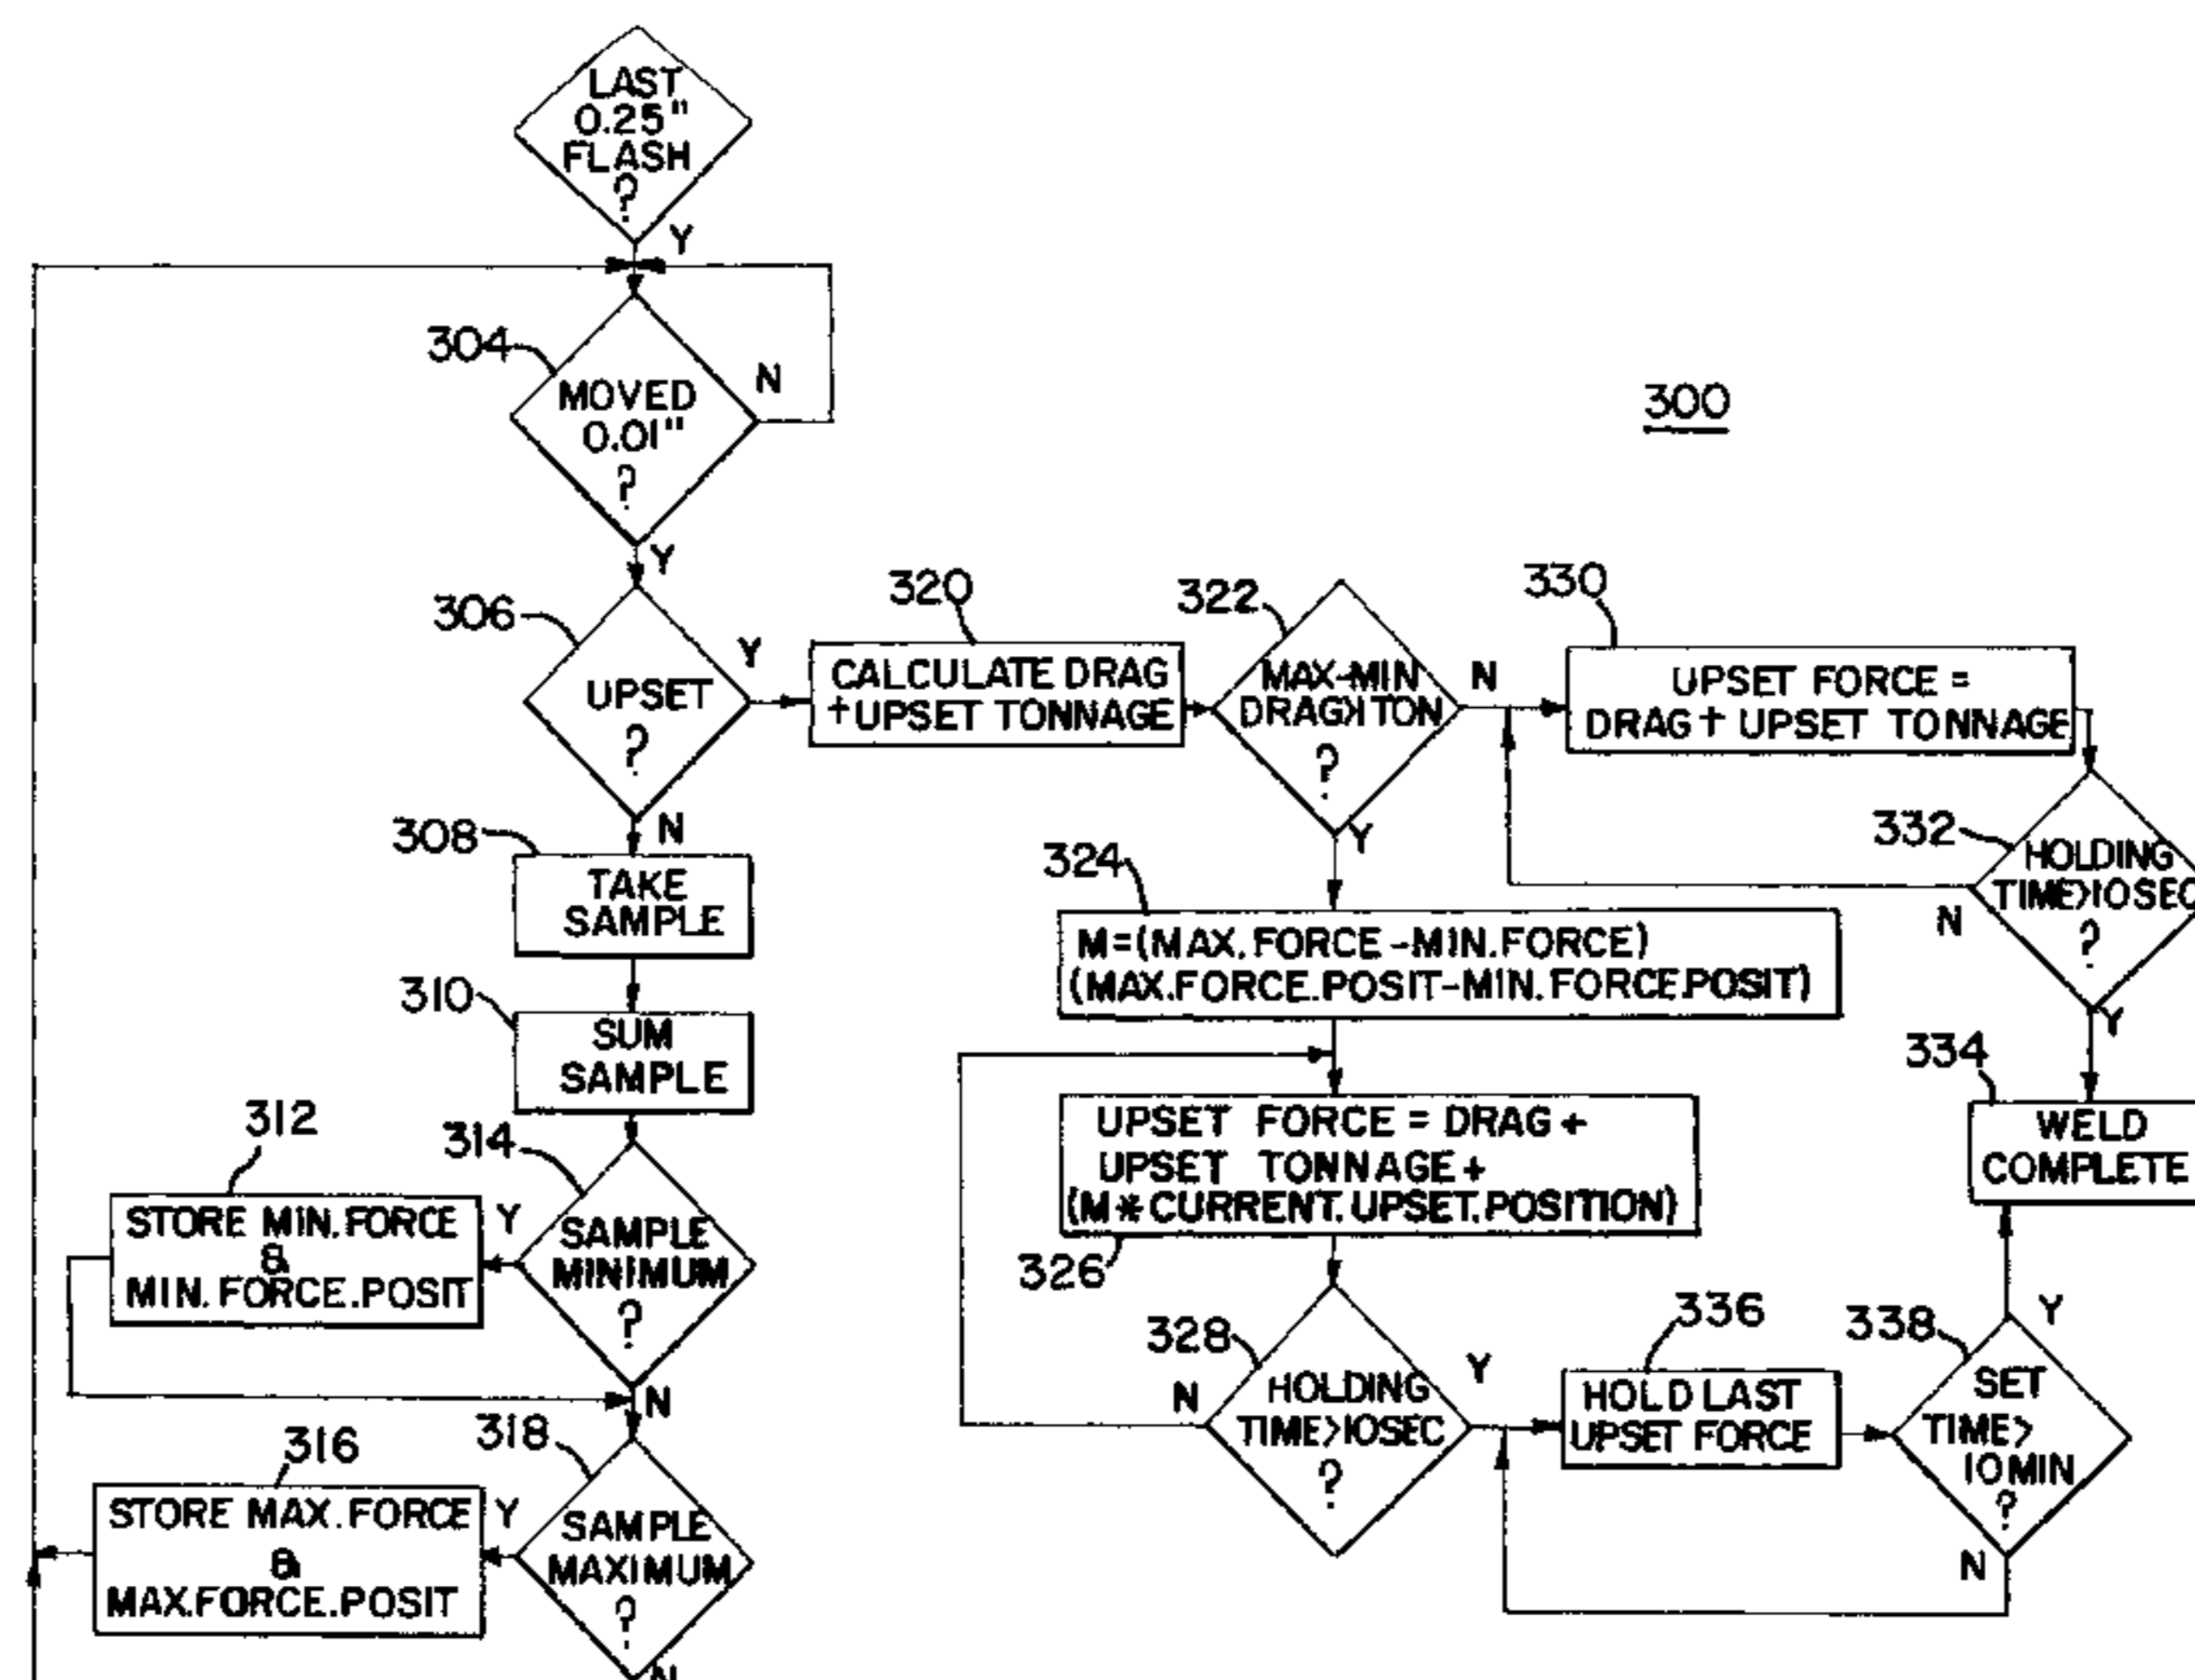 LAST
0.25"
FLASH
?
Y
304
MOVED
0.01"
?
N
Y
300
306
UPSET
?
Y
N
320
CALCULATE DRAG
+ UPSET TONNAGE
322
MAX-MIN
DRAG>1 TON
?
N
Y
330
UPSET FORCE =
DRAG + UPSET TONNAGE
332
HOLDING
TIME>10SEC
?
N
Y
308
TAKE
SAMPLE
310
SUM
SAMPLE
324
M=(MAX.FORCE-MIN.FORCE)
(MAX.FORCE.POSIT-MIN.FORCE.POSIT)
334
WELD
COMPLETE
312
STORE MIN.FORCE
&
MIN.FORCE.POSIT
314
SAMPLE
MINIMUM
?
Y
N
UPSET FORCE = DRAG +
UPSET TONNAGE +
(M*CURRENT.UPSET.POSITION)
326
328
HOLDING
TIME>10SEC
?
N
Y
336
HOLD LAST
UPSET FORCE
338
SET
TIME>
10MIN
?
Y
N
316
STORE MAX.FORCE
&
MAX.FORCE.POSIT
318
SAMPLE
MAXIMUM
?
Y
N